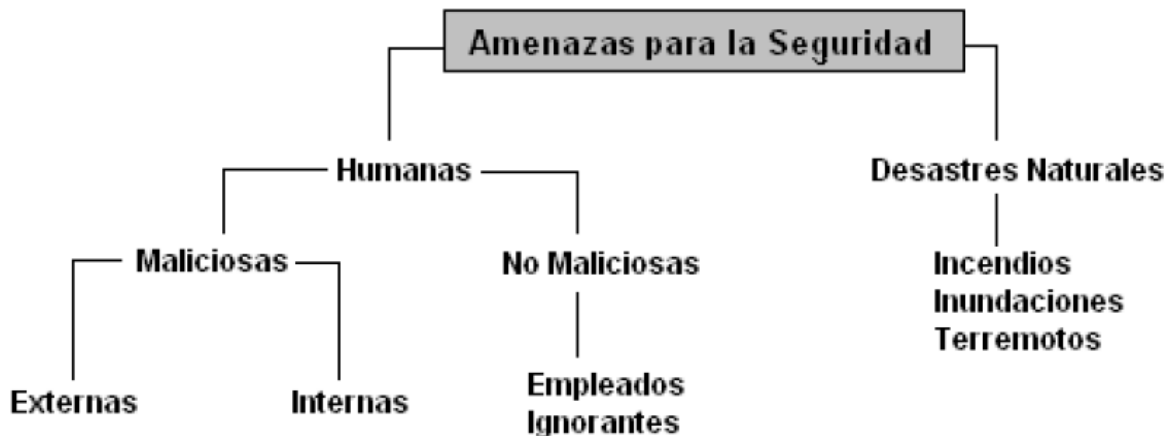 Amenazas para la Seguridad
Humanas
Desastres Naturales
Maliciosas
No Maliciosas
Incendios
Inundaciones
Terremotos
Externas
Internas
Empleados
Ignorantes